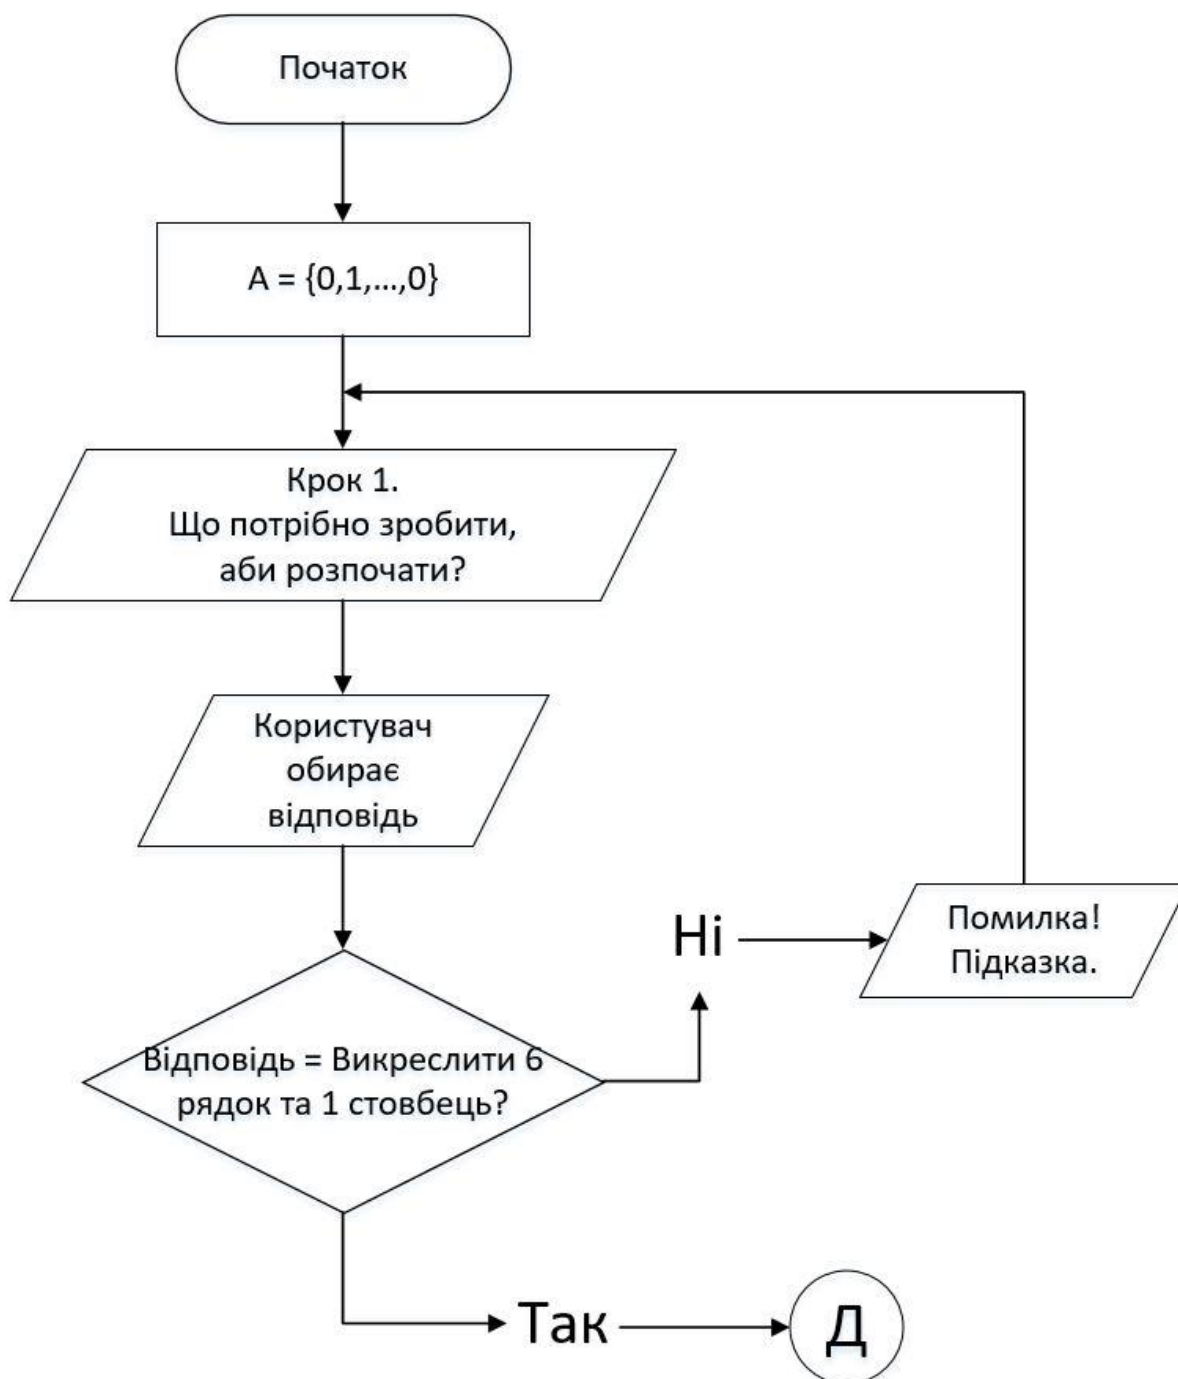 Початок
А = {0,1,...,0}
Крок 1.
Що потрібно зробити,
аби розпочати?
Користувач
обирає
відповідь
Ні
Помилка!
Підказка.
Відповідь = Викреслити 6
рядок та 1 стовбець?
Так
Д